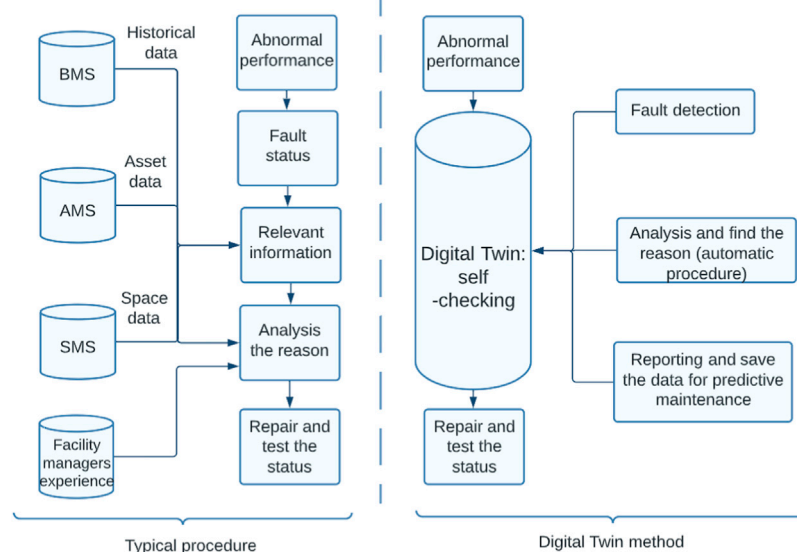 Historical
data
BMS
Asset
data
AMS
Space
data
SMS
Facility
managers
experience
Abnormal
performance
Fault
status
Relevant
information
Analysis
the reason
Repair and
test the
status
Typical procedure
Abnormal
performance
Digital Twin:
self
-checking
Repair and
test the
status
Fault detection
Analysis and find the
reason (automatic
procedure)
Reporting and save
the data for predictive
maintenance
Digital Twin method